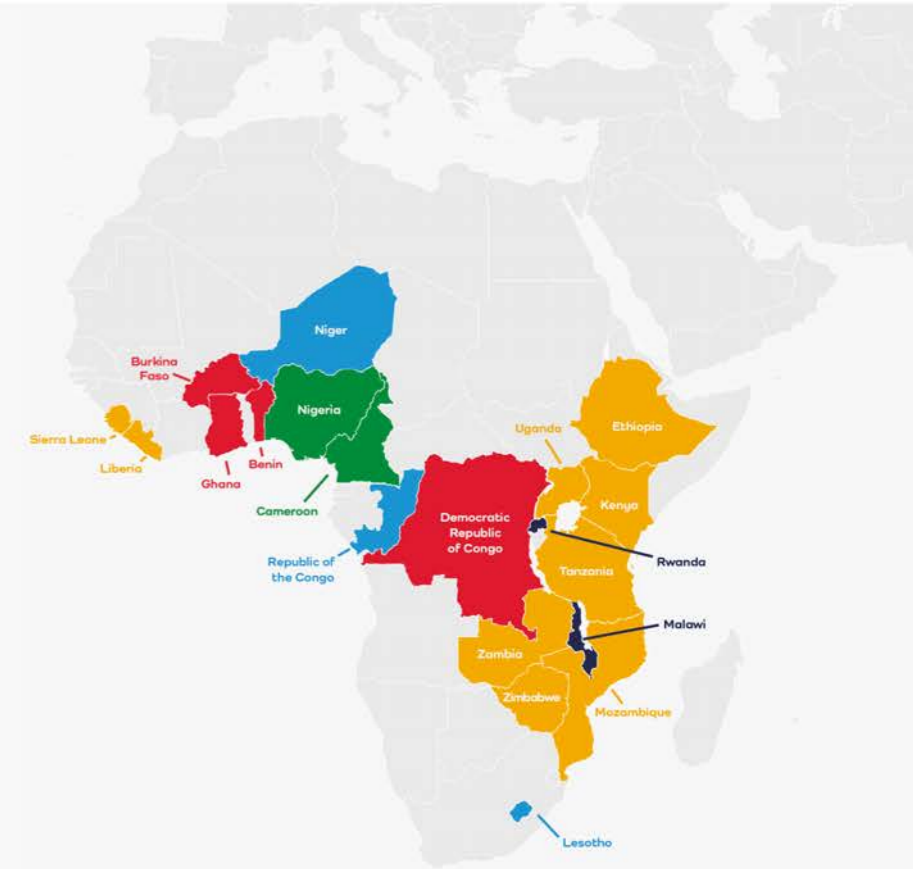 Niger
Burkina
Faso
Nigeria
Sierra Leone
Liberia
Ghana
Benin
Cameroon
Uganda
Ethiopia
Kenya
Democratic
Republic
of Congo
Republic of
the Congo
Rwanda
Tanzania
Malawi
Zambia
Zimbabwe
Mozambique
Lesotho